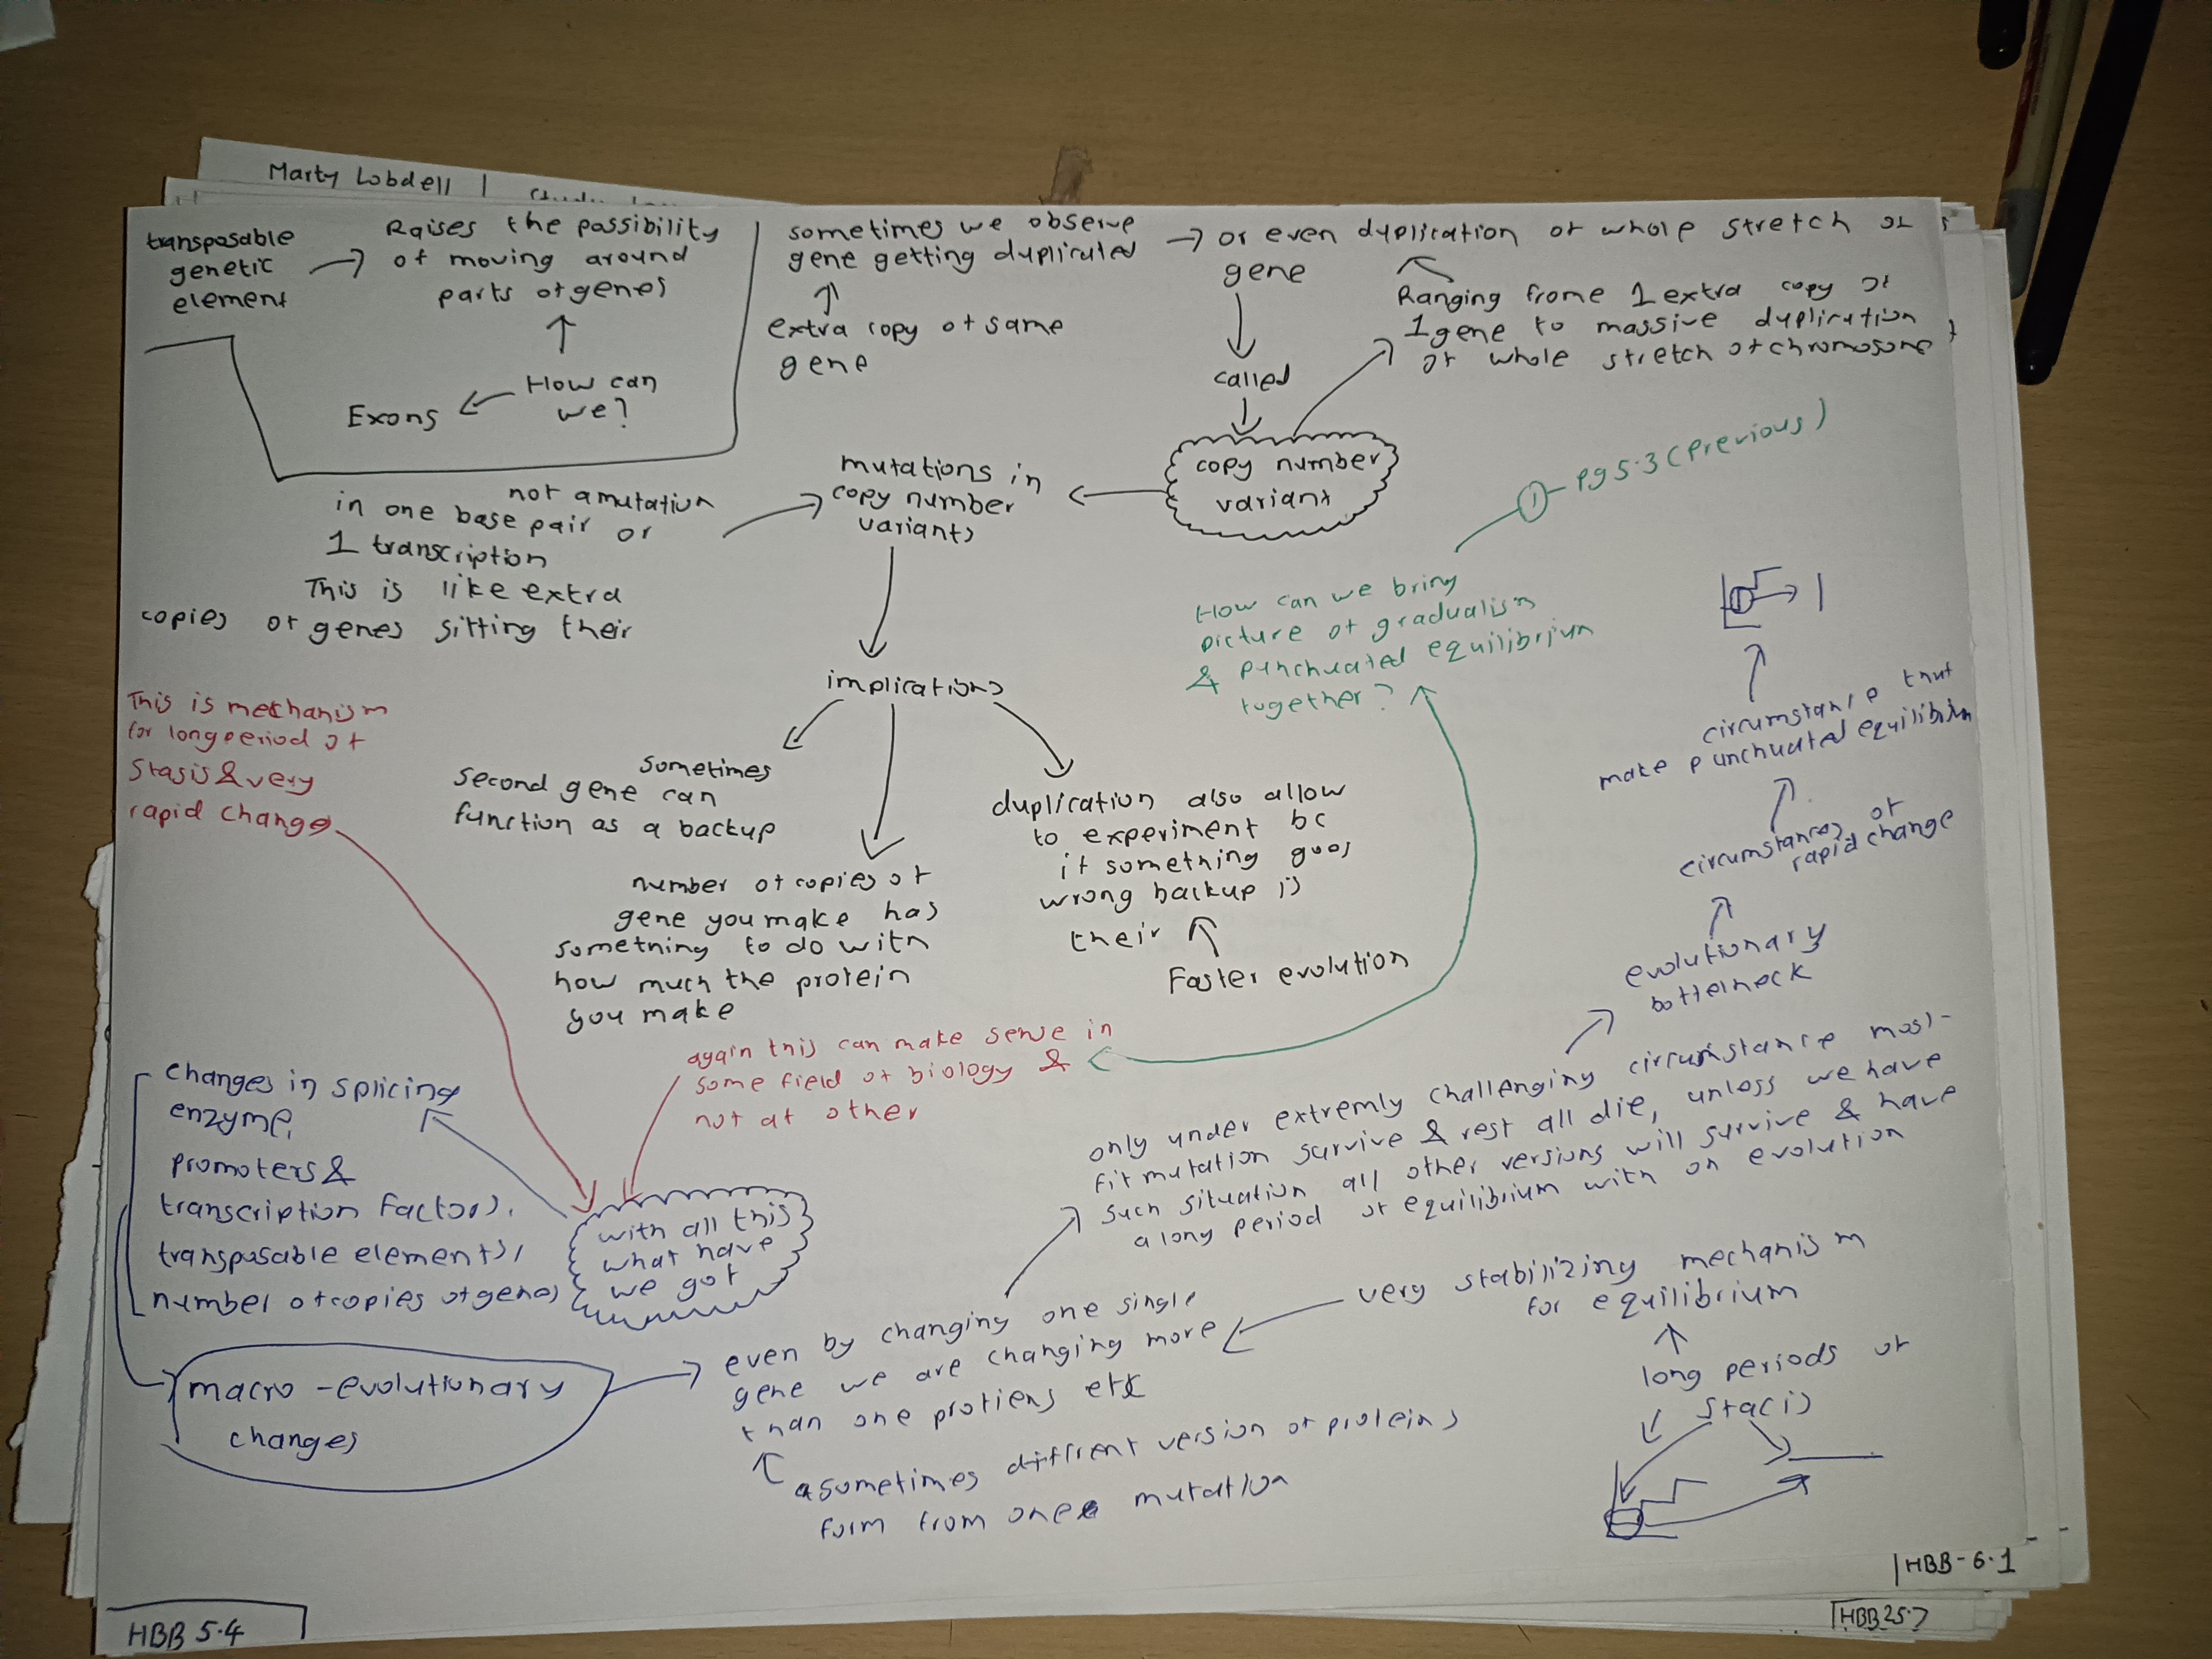 Marty Lobdell |
transposable
genetic
element
Raises the possibility
of moving around
parts of genes
How can
we?
Exons
sometimes we observe
gene getting duplicated
extra copy of same
gene
or even duplication of whole stretch of
gene
called
copy number
variant
Ranging frome 1 extra copy of
1 gene to massive duplication
of whole stretch of chromosome
mutations in
copy number
variants
not a mutation
in one base pair or
1 transcription
This is like extra
copies of genes sitting their
implications
sometimes
second gene can
function as a backup
number of copies of
gene you make has
something to do with
how much the protein
you make
duplication also allow
to experiment bc
if something goes
wrong backup is
their
Faster evolution
1 - pg 5.3 (previous)
How can we bring
picture of gradualism
& punchuated equilibrium
together?
This is mechanism
for long period of
stasis & very
rapid change
again this can make sense in
some field of biology &
not at other
with all this
what have
we got
changes in splicing
enzyme,
promoters &
transcription factors,
transposable elements,
number of copies of genes
macro-evolutionary
changes
even by changing one single
gene we are changing more
than one protiens etc
sometimes diffrent version of proteins
form from one mutation
only under extremly challenging circumstance most-
fit mutation survive & rest all die, unless we have
such situation all other versions will survive & have
a long period of equilibrium with on evolution
evolutionary
bottelneck
circumstances of
rapid change
circumstance that
make punchuated equilibrium
very stabilizing mechanism
for equilibrium
long periods of
stacis
HBB 5.4
HBB-6.1
HBB 25.7